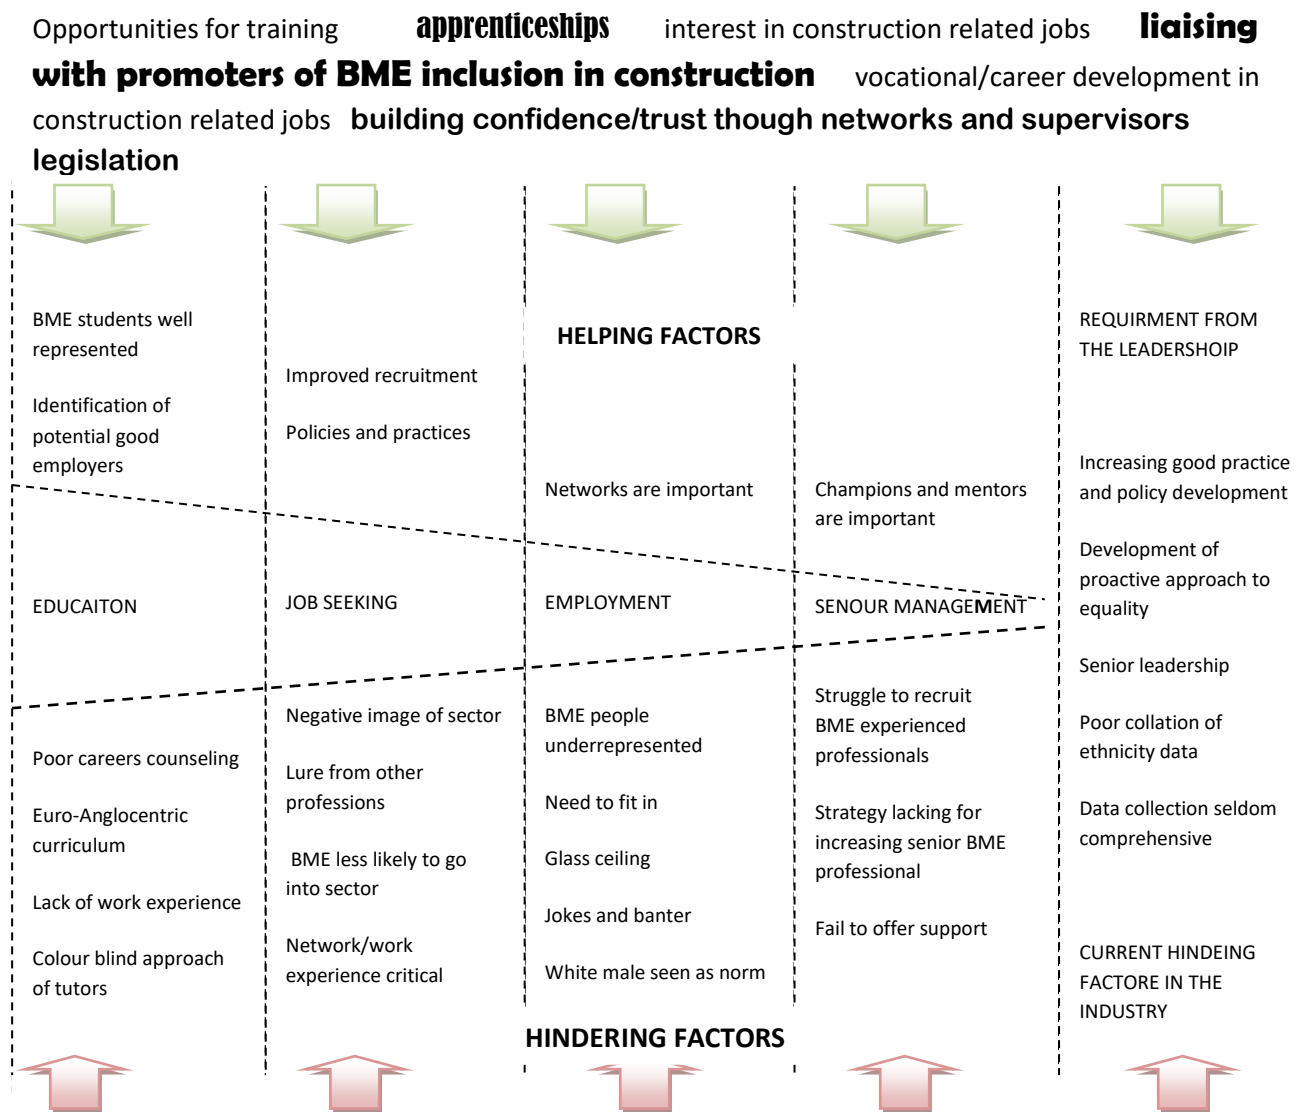 Opportunities for training apprenticeships interest in construction related jobs liaising
with promoters of BME inclusion in construction vocational/career development in
construction related jobs building confidence/trust though networks and supervisors
legislation
BME students well
represented
Identification of
potential good
employers
EDUCAITON
Poor careers counseling
Euro-Anglocentric
curriculum
Lack of work experience
Colour blind approach
of tutors
Improved recruitment
Policies and practices
JOB SEEKING
Negative image of sector
Lure from other
professions
BME less likely to go
into sector
Network/work
experience critical
HELPING FACTORS
Networks are important
EMPLOYMENT
BME people
underrepresented
Need to fit in
Glass ceiling
Jokes and banter
White male seen as norm
HINDERING FACTORS
Champions and mentors
are important
SENOUR MANAGEMENT
Struggle to recruit
BME experienced
professionals
Strategy lacking for
increasing senior BME
professional
Fail to offer support
REQUIRMENT FROM
THE LEADERSHOIP
Increasing good practice
and policy development
Development of
proactive approach to
equality
Senior leadership
Poor collation of
ethnicity data
Data collection seldom
comprehensive
CURRENT HINDEING
FACTORE IN THE
INDUSTRY